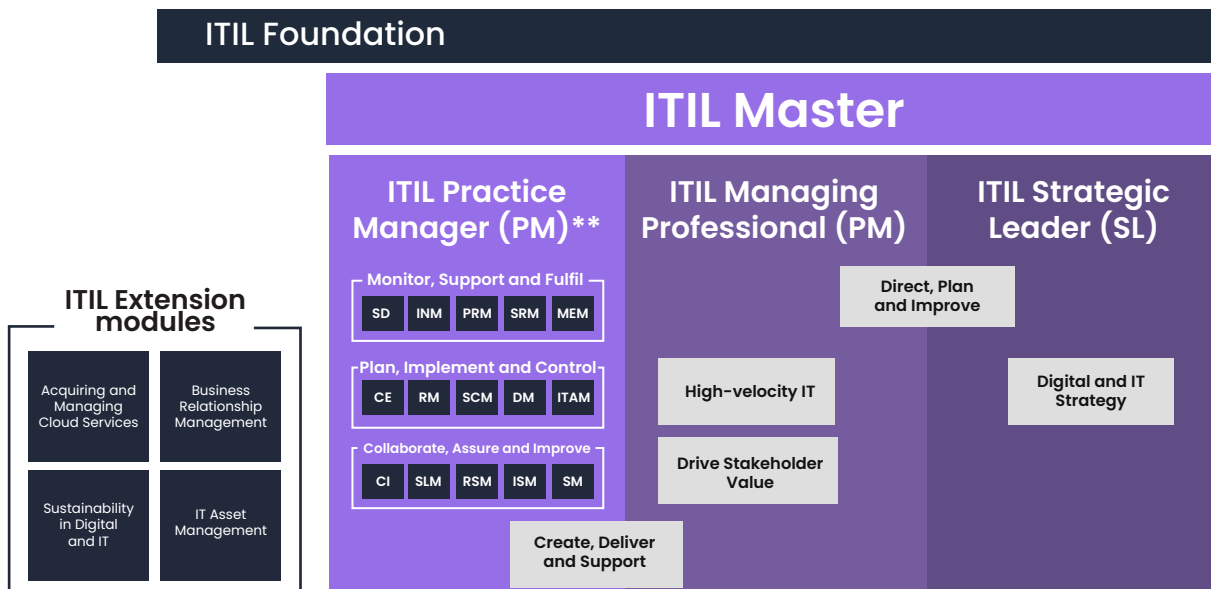 ITIL Foundation
ITIL Master
ITIL Practice
Manager (PM)**
ITIL Managing
Professional (PM)
ITIL Strategic
Leader (SL)
Monitor, Support and Fulfil
SD INM PRM SRM MEM
Plan, Implement and Control
CE RM SCM DM ITAM
Collaborate, Assure and Improve
CI SLM RSM ISM SM
Create, Deliver
and Support
Direct, Plan
and Improve
High-velocity IT
Drive Stakeholder
Value
Digital and IT
Strategy
ITIL Extension
modules
Acquiring and
Managing
Cloud Services
Business
Relationship
Management
Sustainability
in Digital
and IT
IT Asset
Management